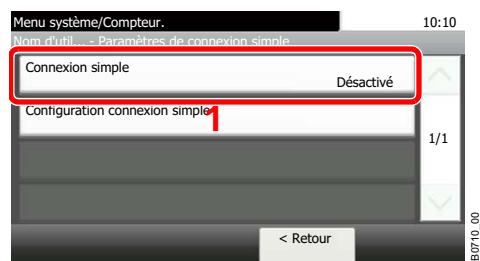 Menu système/Compteur.
10:10
Nom d'util... - Paramètres de connexion simple
Connexion simple
Désactivé
Configuration connexion simple
1
1/1
< Retour
B0710_00